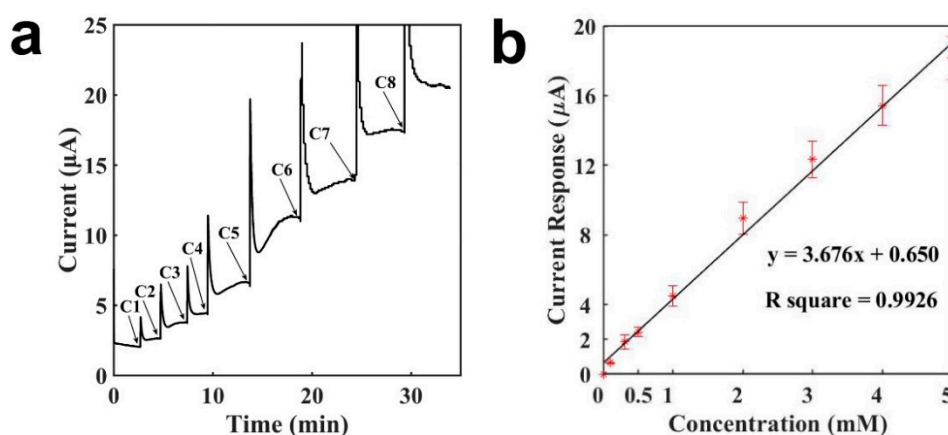 a
Current (µA)
25
20
15
10
5
0
C1
C2
C3
C4
C5
C6
C7
C8
0
10
20
30
Time (min)
b
Current Response (µA)
20
16
12
8
4
0
y = 3.676x + 0.650
R square = 0.9926
0
0.5
1
2
3
4
5
Concentration (mM)